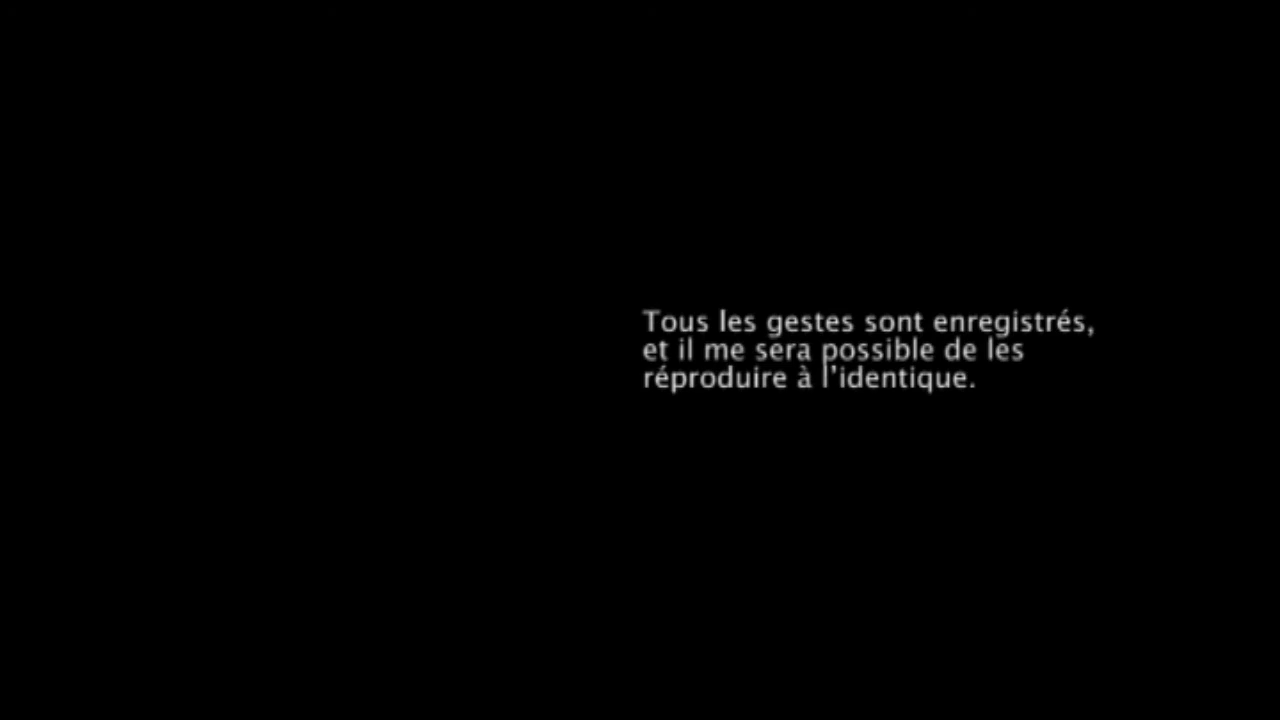 Tous les gestes sont enregistrés,
et il me sera possible de les
réproduire à l'identique.